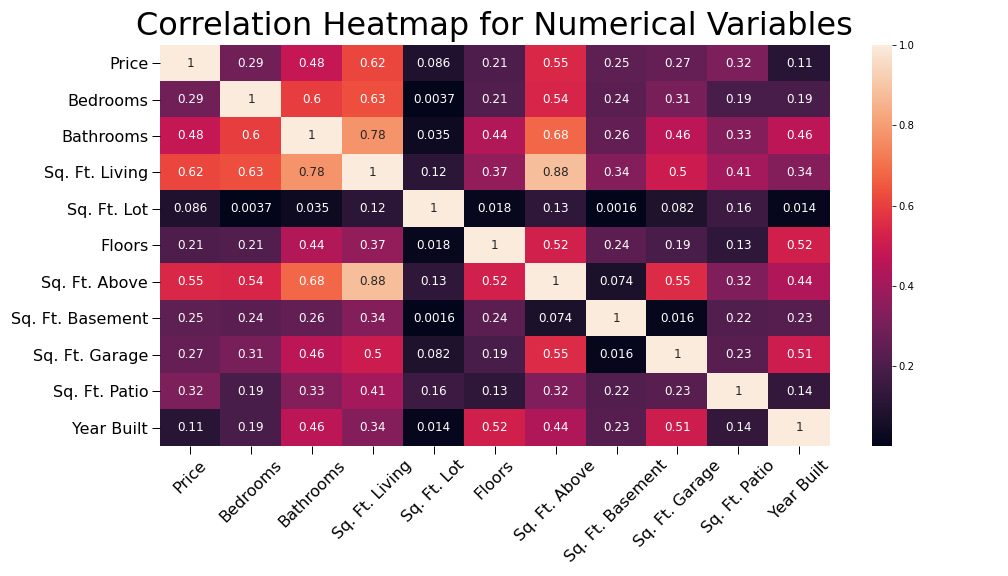 Correlation Heatmap for Numerical Variables
Price 1 0.29 0.48 0.62 0.086 0.21 0.55 0.25 0.27 0.32 0.11
Bedrooms 0.29 1 0.6 0.63 0.0037 0.21 0.54 0.24 0.31 0.19 0.19
Bathrooms 0.48 0.6 1 0.78 0.035 0.44 0.68 0.26 0.46 0.33 0.46
Sq. Ft. Living 0.62 0.63 0.78 1 0.12 0.37 0.88 0.34 0.5 0.41 0.34
Sq. Ft. Lot 0.086 0.0037 0.035 0.12 1 0.018 0.13 0.0016 0.082 0.16 0.014
Floors 0.21 0.21 0.44 0.37 0.018 1 0.52 0.24 0.19 0.13 0.52
Sq. Ft. Above 0.55 0.54 0.68 0.88 0.13 0.52 1 0.074 0.55 0.32 0.44
Sq. Ft. Basement 0.25 0.24 0.26 0.34 0.0016 0.24 0.074 1 0.016 0.22 0.23
Sq. Ft. Garage 0.27 0.31 0.46 0.5 0.082 0.19 0.55 0.016 1 0.23 0.51
Sq. Ft. Patio 0.32 0.19 0.33 0.41 0.16 0.13 0.32 0.22 0.23 1 0.14
Year Built 0.11 0.19 0.46 0.34 0.014 0.52 0.44 0.23 0.51 0.14 1
Price
Bedrooms
Bathrooms
Sq. Ft. Living
Sq. Ft. Lot
Floors
Sq. Ft. Above
Sq. Ft. Basement
Sq. Ft. Garage
Sq. Ft. Patio
Year Built
1.0
0.8
0.6
0.4
0.2